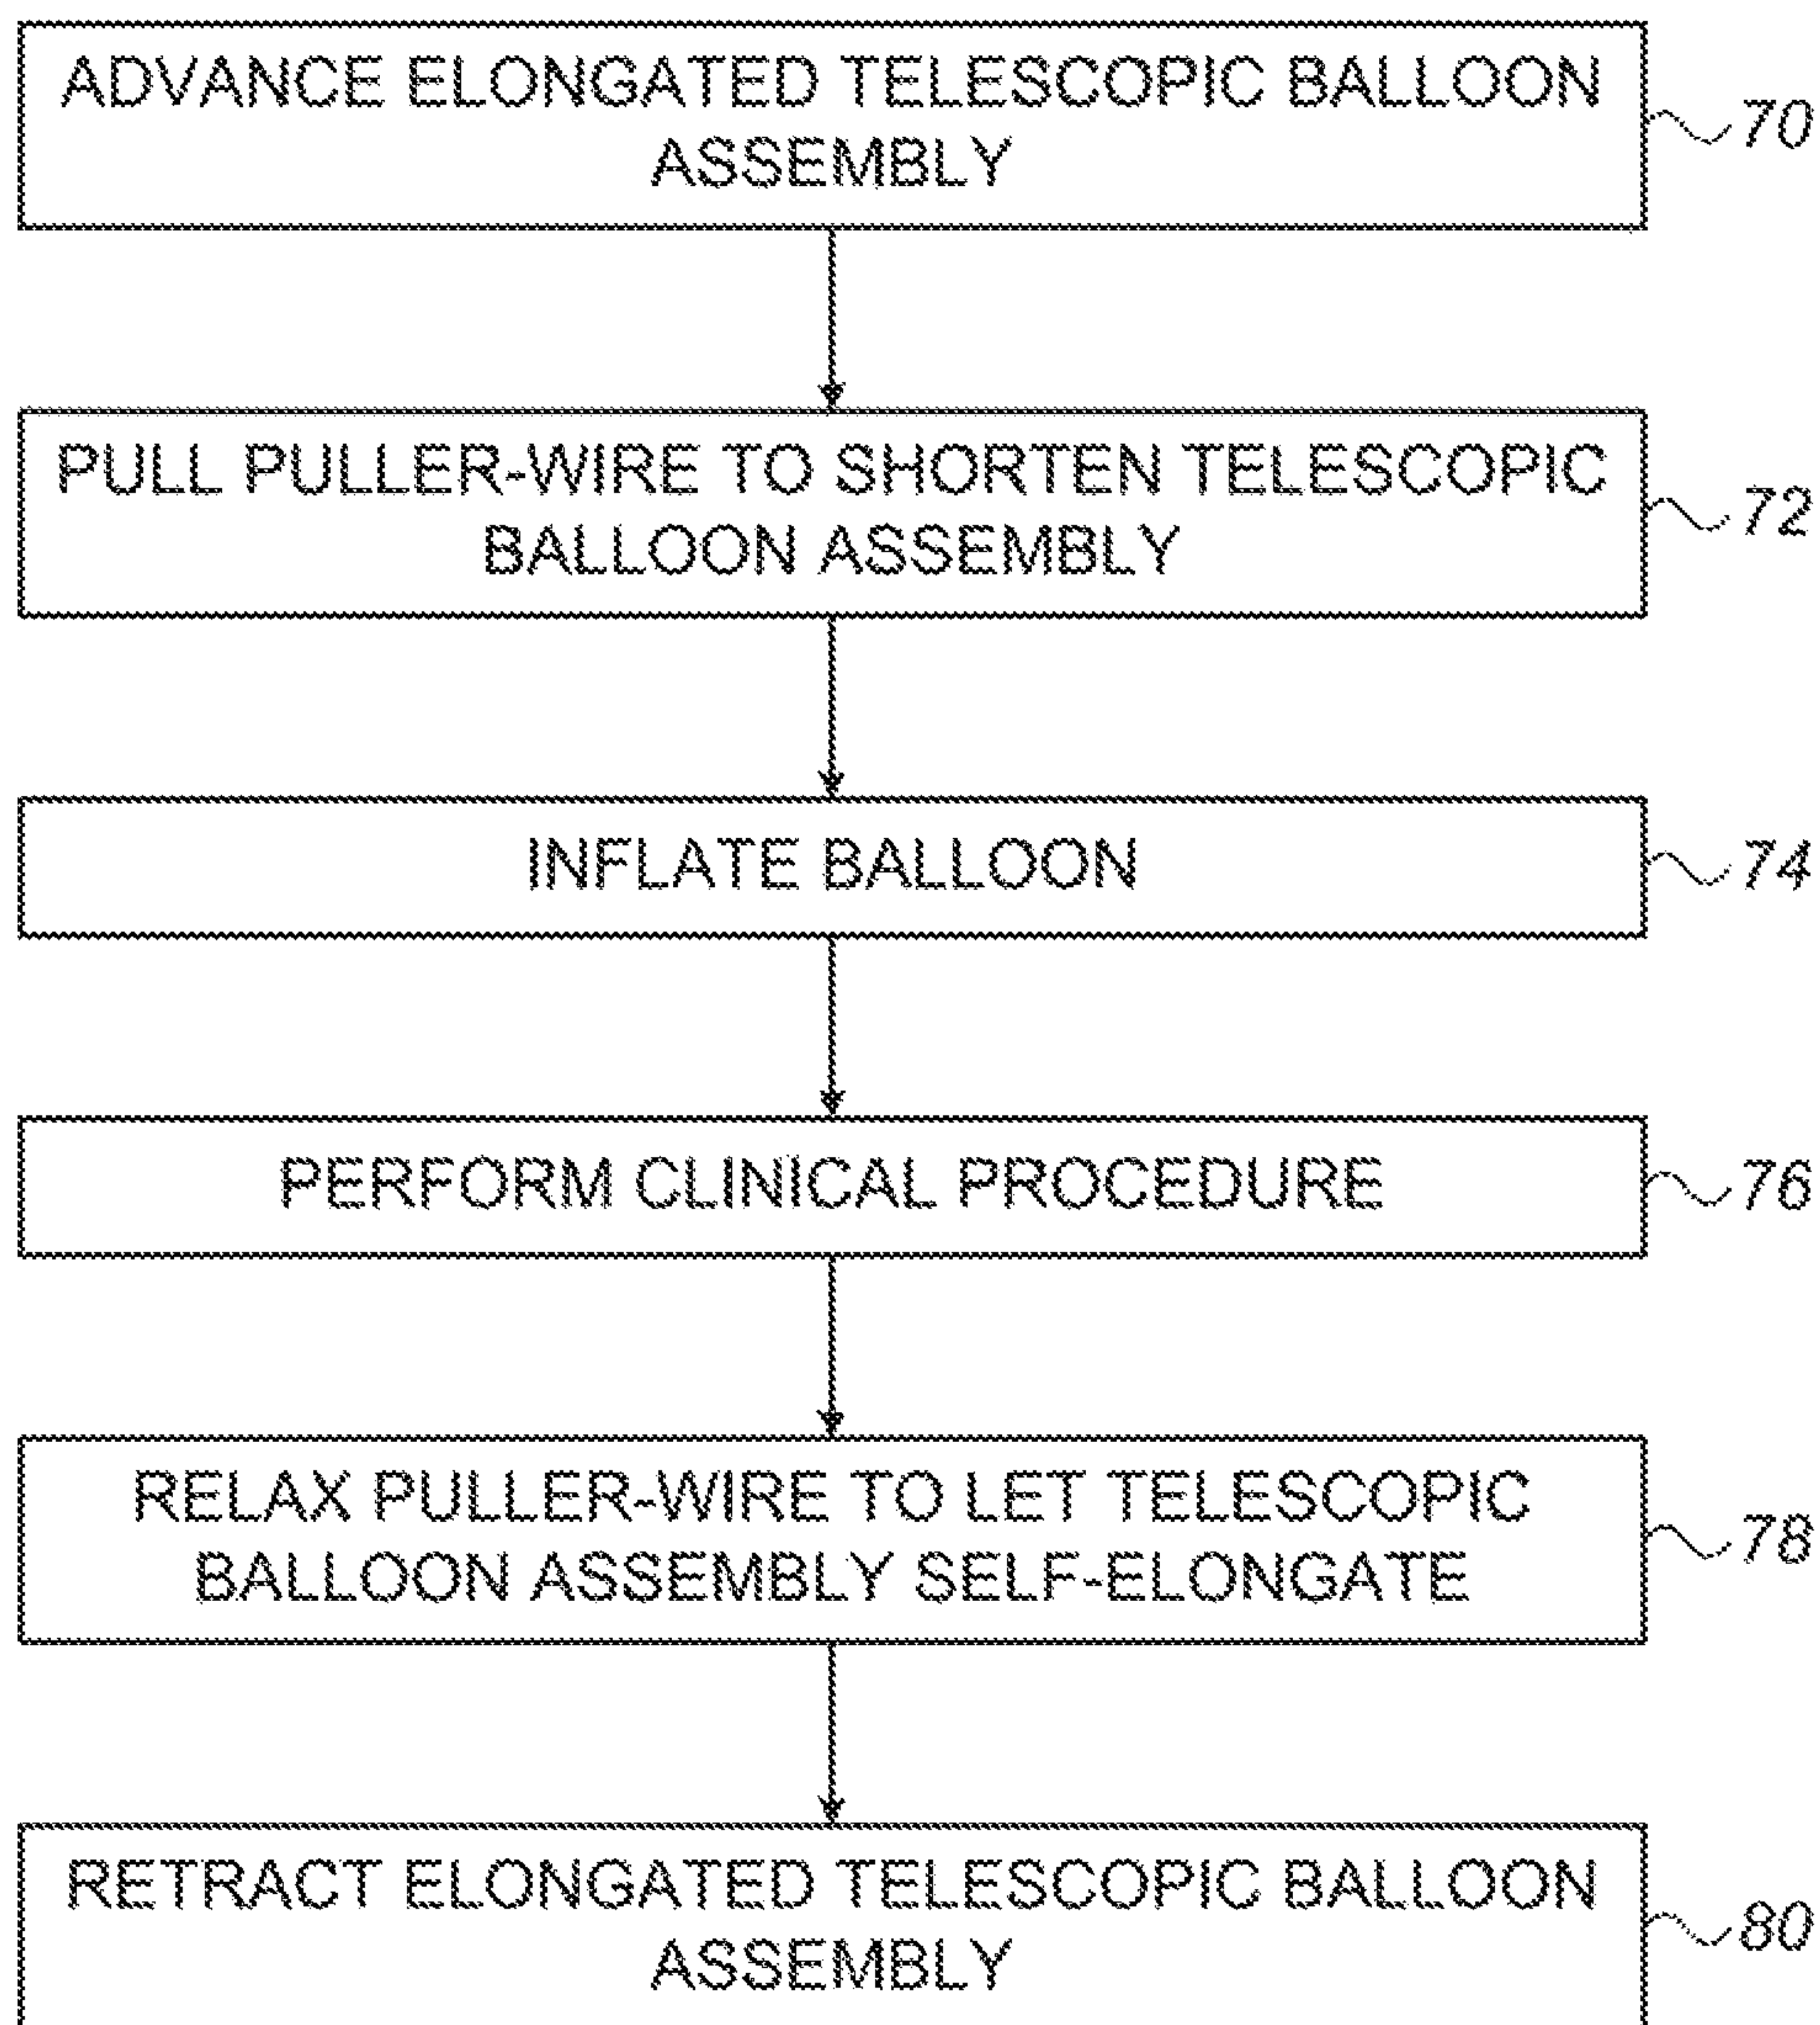 ADVANCE ELONGATED TELESCOPIC BALLOON
ASSEMBLY
70
PULL PULLER-WIRE TO SHORTEN TELESCOPIC
BALLOON ASSEMBLY
72
INFLATE BALLOON
74
PERFORM CLINICAL PROCEDURE
76
RELAX PULLER-WIRE TO LET TELESCOPIC
BALLOON ASSEMBLY SELF-ELONGATE
78
RETRACT ELONGATED TELESCOPIC BALLOON
ASSEMBLY
80